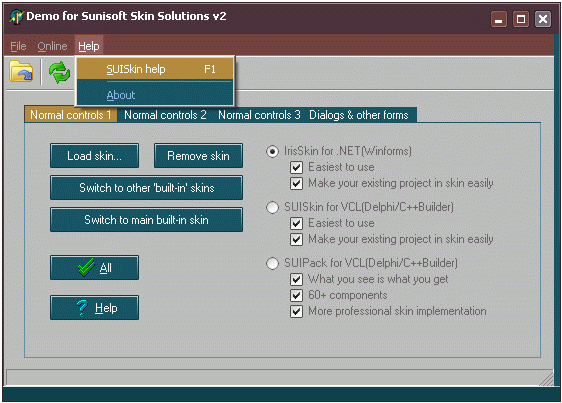 Demo for Sunisoft Skin Solutions v2
File Online Help
SUISkin help F1
About
Normal controls 1 Normal controls 2 Normal controls 3 Dialogs & other forms
Load skin... Remove skin
Switch to other 'built-in' skins
Switch to main built-in skin
All
Help
IrisSkin for .NET(Winforms)
Easiest to use
Make your existing project in skin easily
SUISkin for VCL(Delphi/C++Builder)
Easiest to use
Make your existing project in skin easily
SUIPack for VCL(Delphi/C++Builder)
What you see is what you get
60+ components
More professional skin implementation